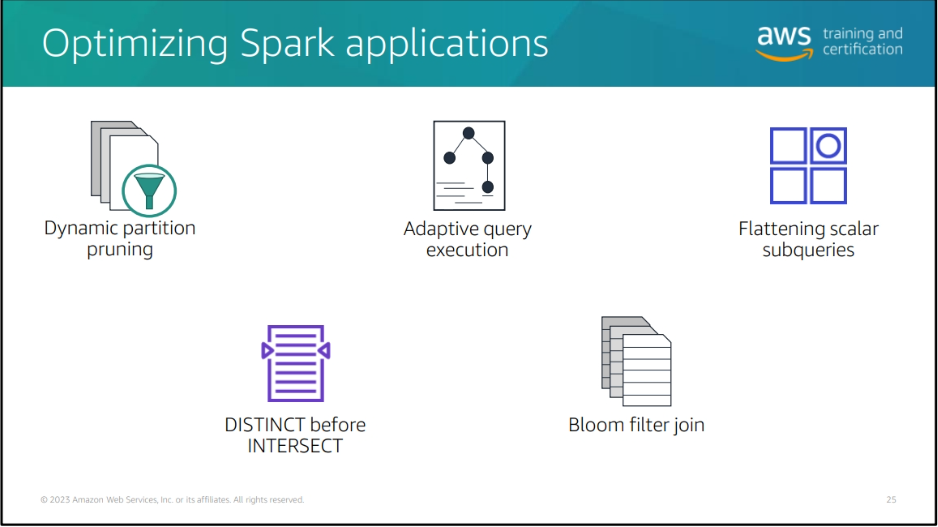 Optimizing Spark applications
aws training and
certification
Dynamic partition
pruning
Adaptive query
execution
Flattening scalar
subqueries
DISTINCT before
INTERSECT
Bloom filter join
© 2023 Amazon Web Services, Inc. or its affiliates. All rights reserved.
25